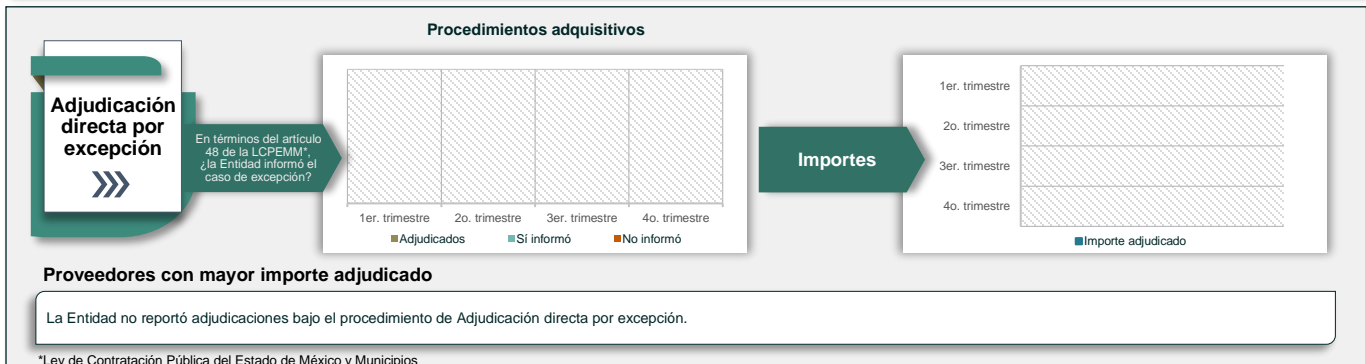 Procedimientos adquisitivos
Adjudicación
directa por
excepción
En términos del artículo
48 de la LCPEMM*,
¿la Entidad informó el
caso de excepción?
1er. trimestre 2o. trimestre 3er. trimestre 4o. trimestre
Adjudicados Sí informó No informó
Importes
1er. trimestre
2o. trimestre
3er. trimestre
4o. trimestre
Importe adjudicado
Proveedores con mayor importe adjudicado
La Entidad no reportó adjudicaciones bajo el procedimiento de Adjudicación directa por excepción.
*Ley de Contratación Pública del Estado de México y Municipios